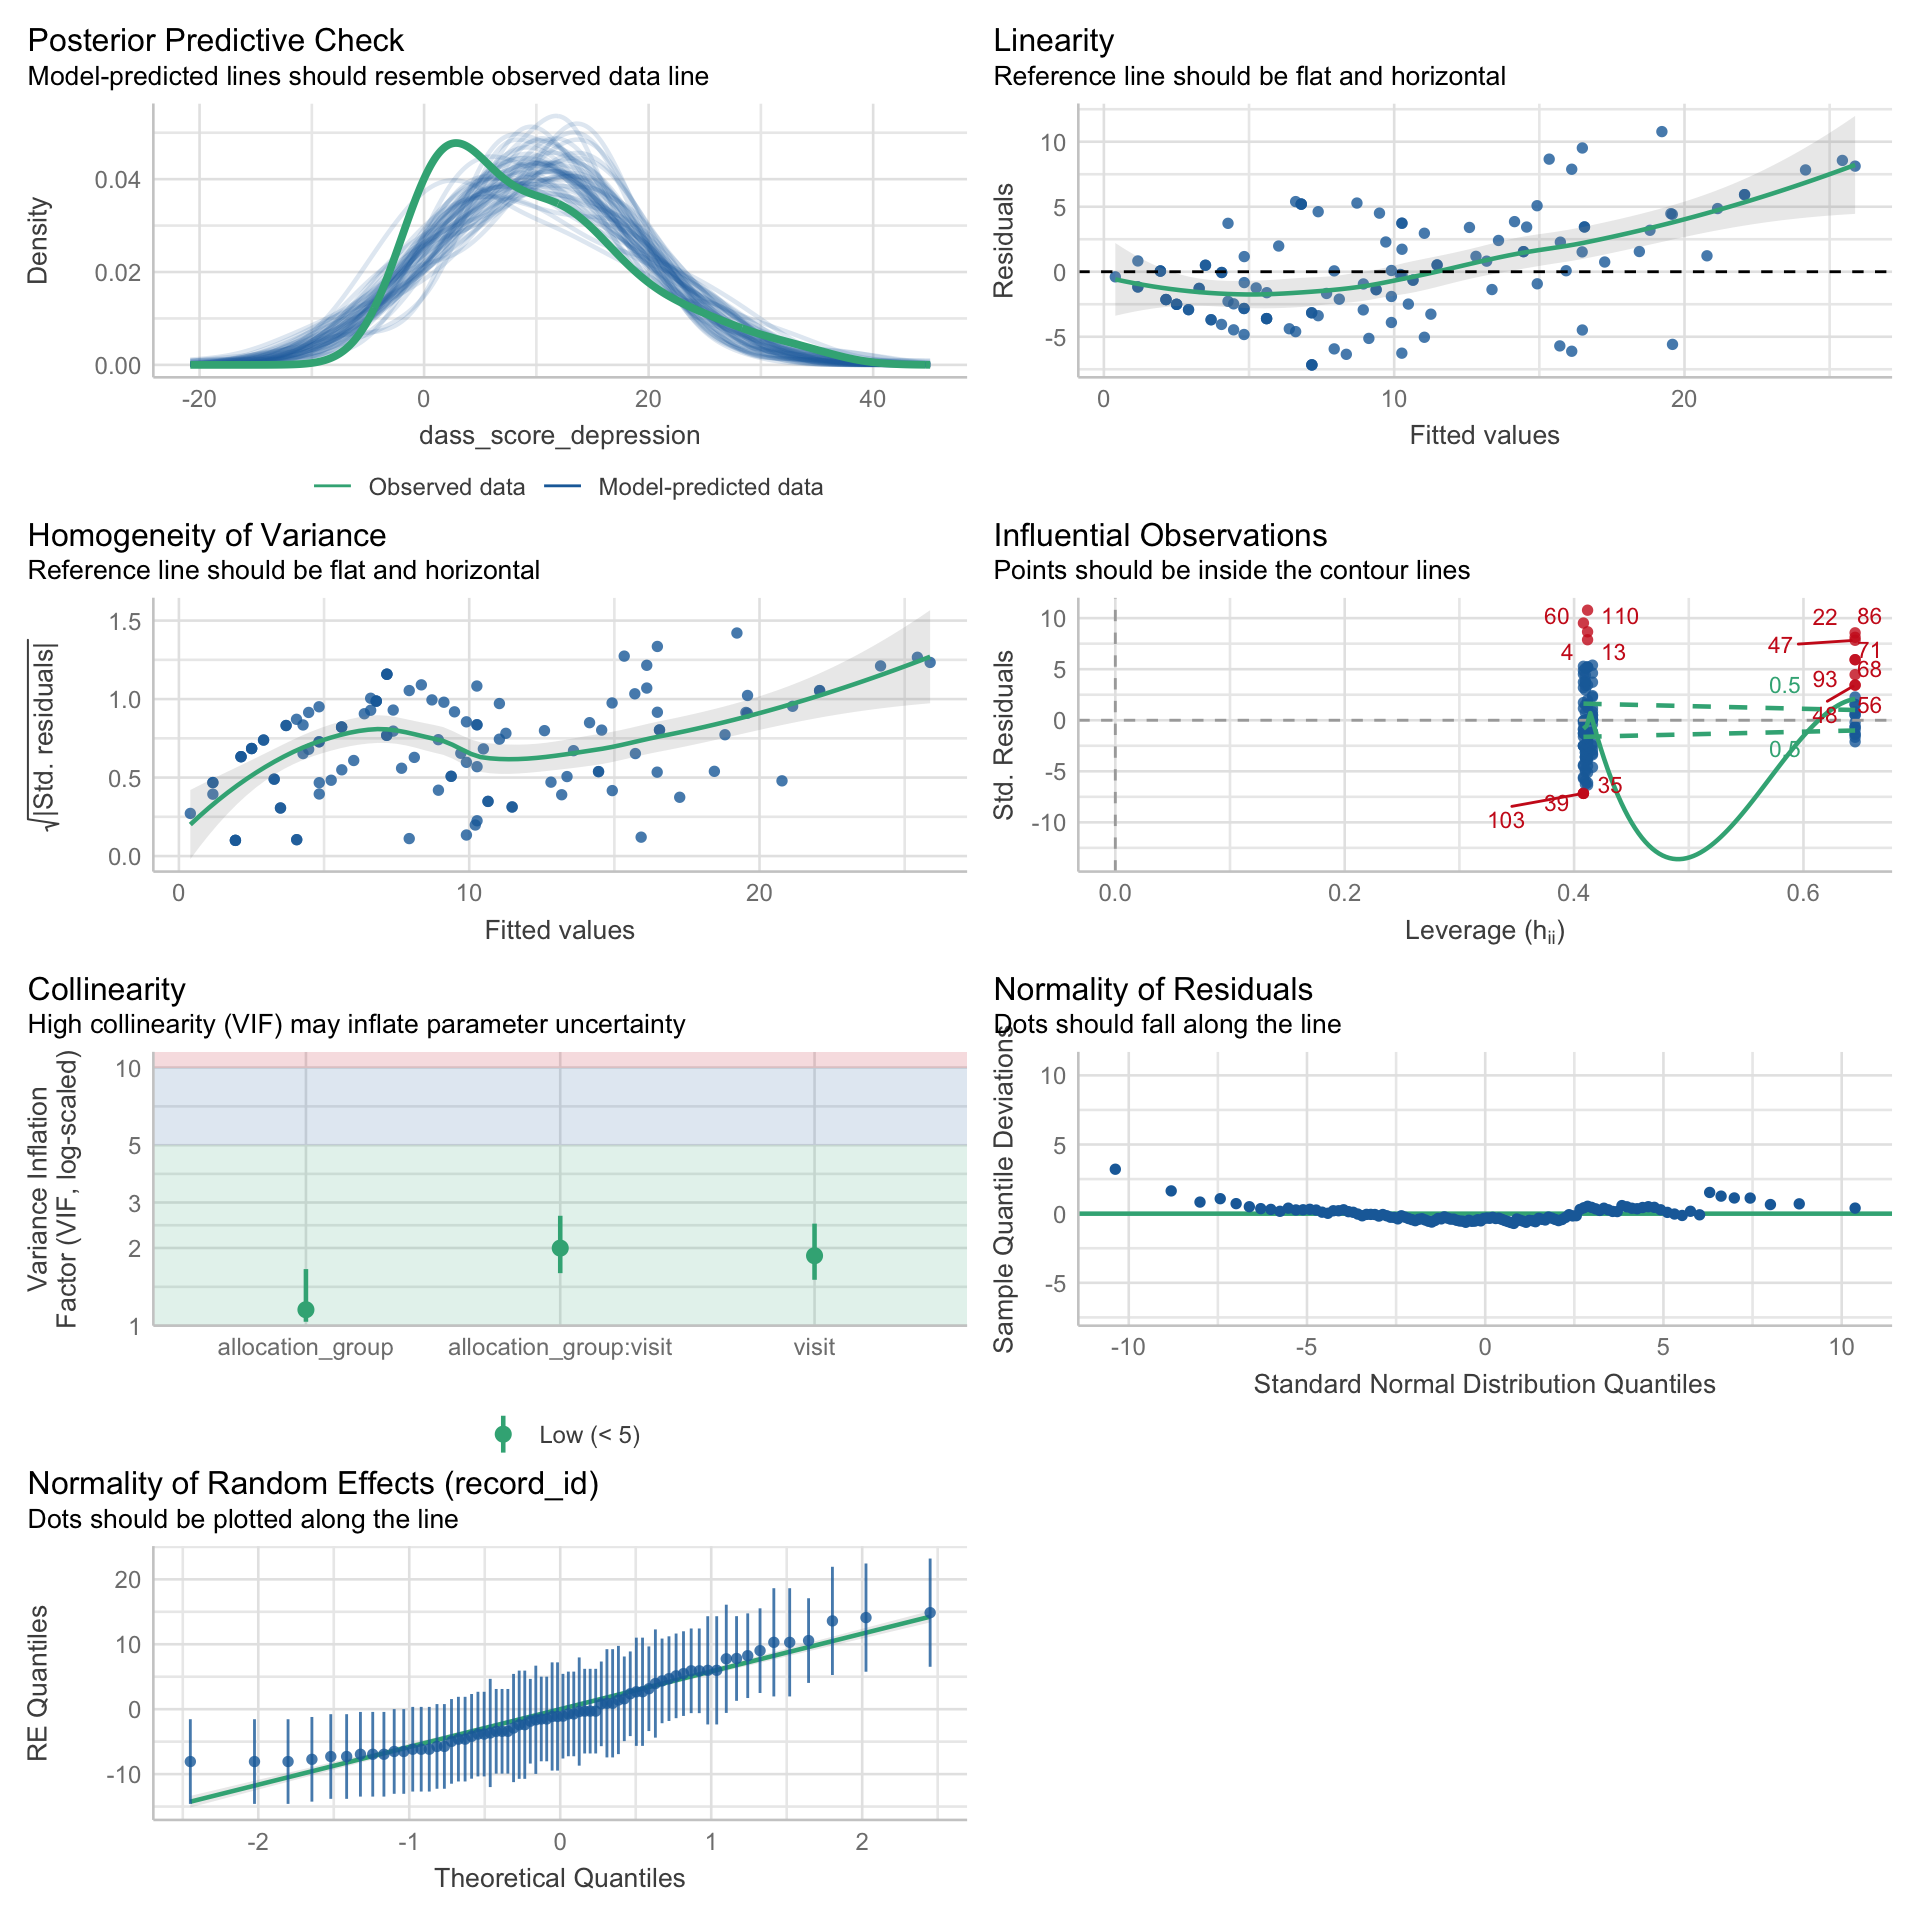 Posterior Predictive Check
Model-predicted lines should resemble observed data line
Density
0.04
0.02
0.00
-20
0
20
40
dass_score_depression
Observed data
Model-predicted data
Linearity
Reference line should be flat and horizontal
Residuals
10
5
0
-5
0
10
20
Fitted values
Homogeneity of Variance
Reference line should be flat and horizontal
√|Std. residuals|
1.5
1.0
0.5
0.0
0
10
20
Fitted values
Influential Observations
Points should be inside the contour lines
Std. Residuals
10
5
0
-5
-10
60
110
22
86
47
71
4
13
68
93
0.5
56
48
0.5
35
39
103
0.0
0.2
0.4
0.6
Leverage (hii)
Collinearity
High collinearity (VIF) may inflate parameter uncertainty
Variance Inflation
Factor (VIF, log-scaled)
10
5
3
2
1
allocation_group
allocation_group:visit
visit
Low (< 5)
Normality of Residuals
Dots should fall along the line
Sample Quantile Deviations
10
5
0
-5
-10
-5
0
5
10
Standard Normal Distribution Quantiles
Normality of Random Effects (record_id)
Dots should be plotted along the line
RE Quantiles
20
10
0
-10
-2
-1
0
1
2
Theoretical Quantiles